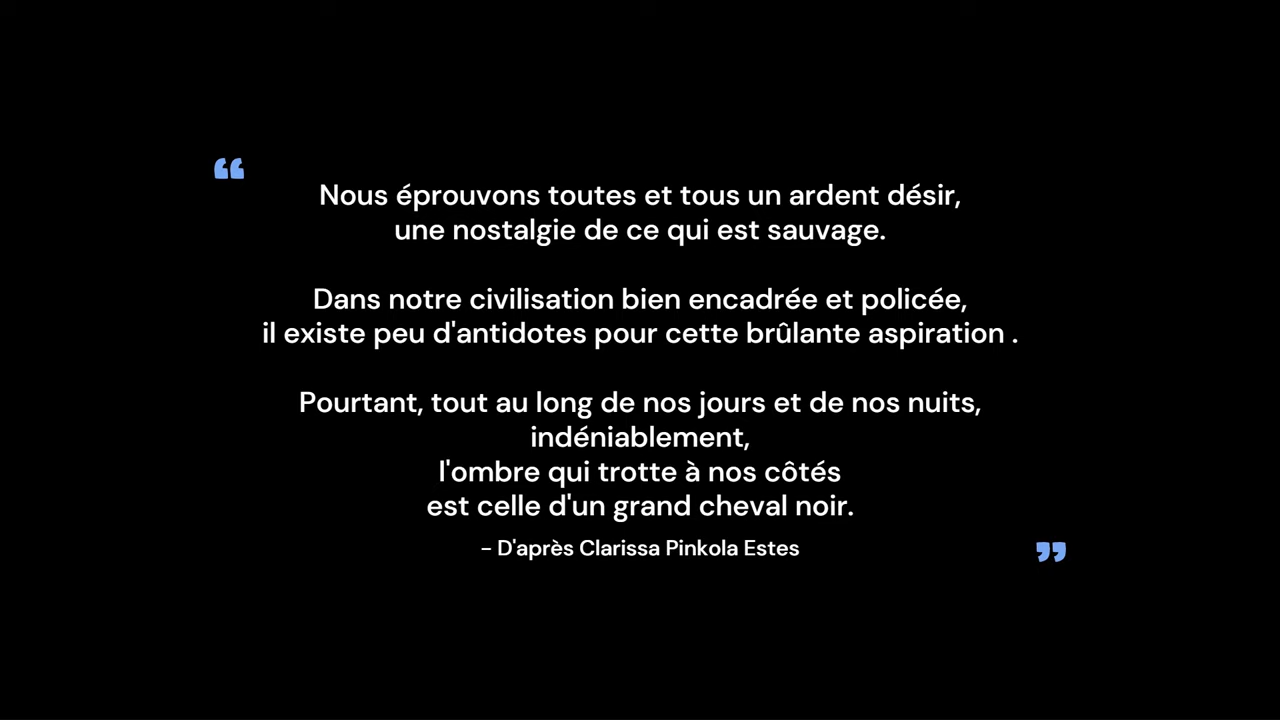 “
Nous éprouvons toutes et tous un ardent désir,
une nostalgie de ce qui est sauvage.
Dans notre civilisation bien encadrée et policée,
il existe peu d'antidotes pour cette brûlante aspiration .
Pourtant, tout au long de nos jours et de nos nuits,
indéniablement,
l'ombre qui trotte à nos côtés
est celle d'un grand cheval noir.
– D'après Clarissa Pinkola Estes
”